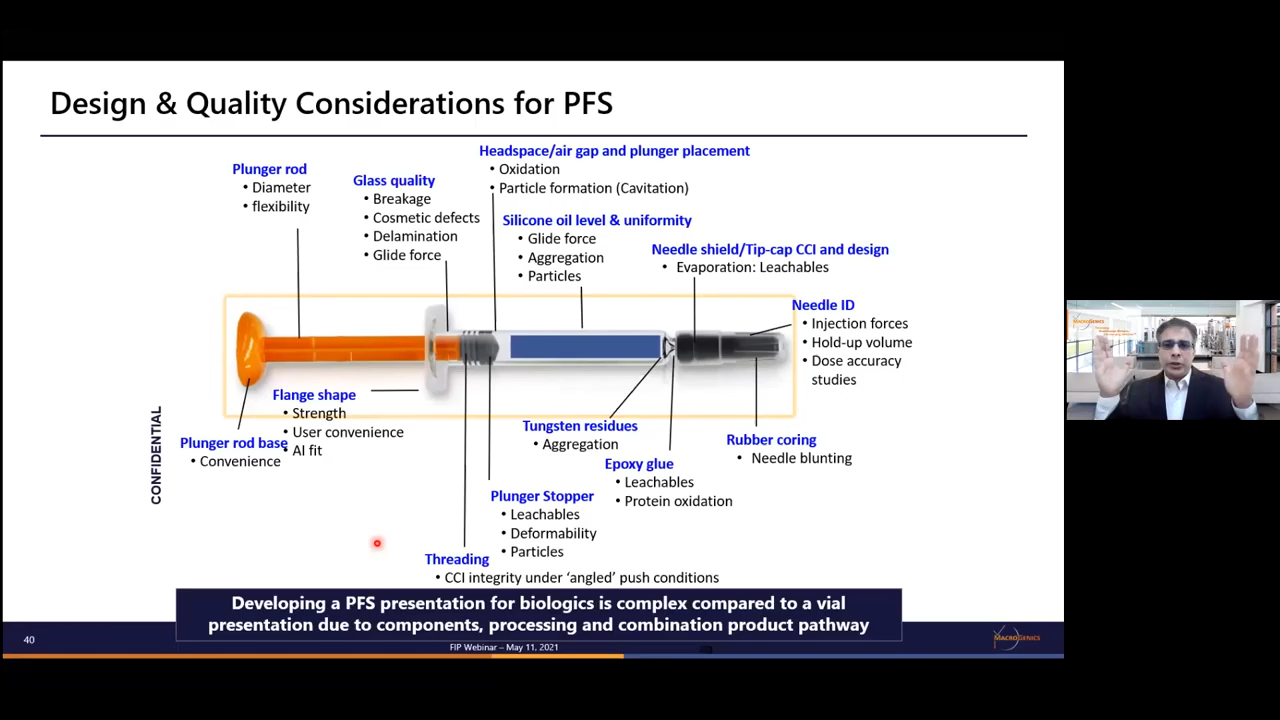 Design & Quality Considerations for PFS
Headspace/air gap and plunger placement
• Oxidation
• Particle formation (Cavitation)
Plunger rod
• Diameter
• flexibility
Glass quality
• Breakage
• Cosmetic defects
• Delamination
• Glide force
Silicone oil level & uniformity
• Glide force
• Aggregation
• Particles
Needle shield/Tip-cap CCI and design
• Evaporation: Leachables
Needle ID
• Injection forces
• Hold-up volume
• Dose accuracy
studies
Flange shape
• Strength
• User convenience
• AI fit
Plunger rod base
• Convenience
Tungsten residues
• Aggregation
Epoxy glue
• Leachables
• Protein oxidation
Rubber coring
• Needle blunting
Plunger Stopper
• Leachables
• Deformability
• Particles
Threading
• CCI integrity under ‘angled’ push conditions
CONFIDENTIAL
Developing a PFS presentation for biologics is complex compared to a vial
presentation due to components, processing and combination product pathway
40
FIP Webinar – May 11, 2021
MACROGENICS